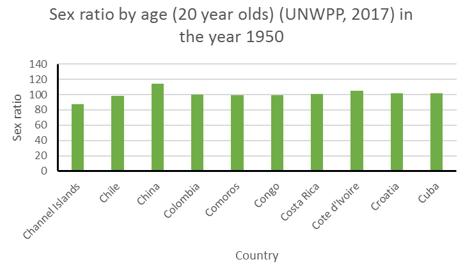 Sex ratio by age (20 year olds) (UNWPP, 2017) in
the year 1950
140
120
100
80
60
40
20
0
Sex ratio
Channel Islands
Chile
China
Colombia
Comoros
Congo
Costa Rica
Cote d'Ivoire
Croatia
Cuba
Country